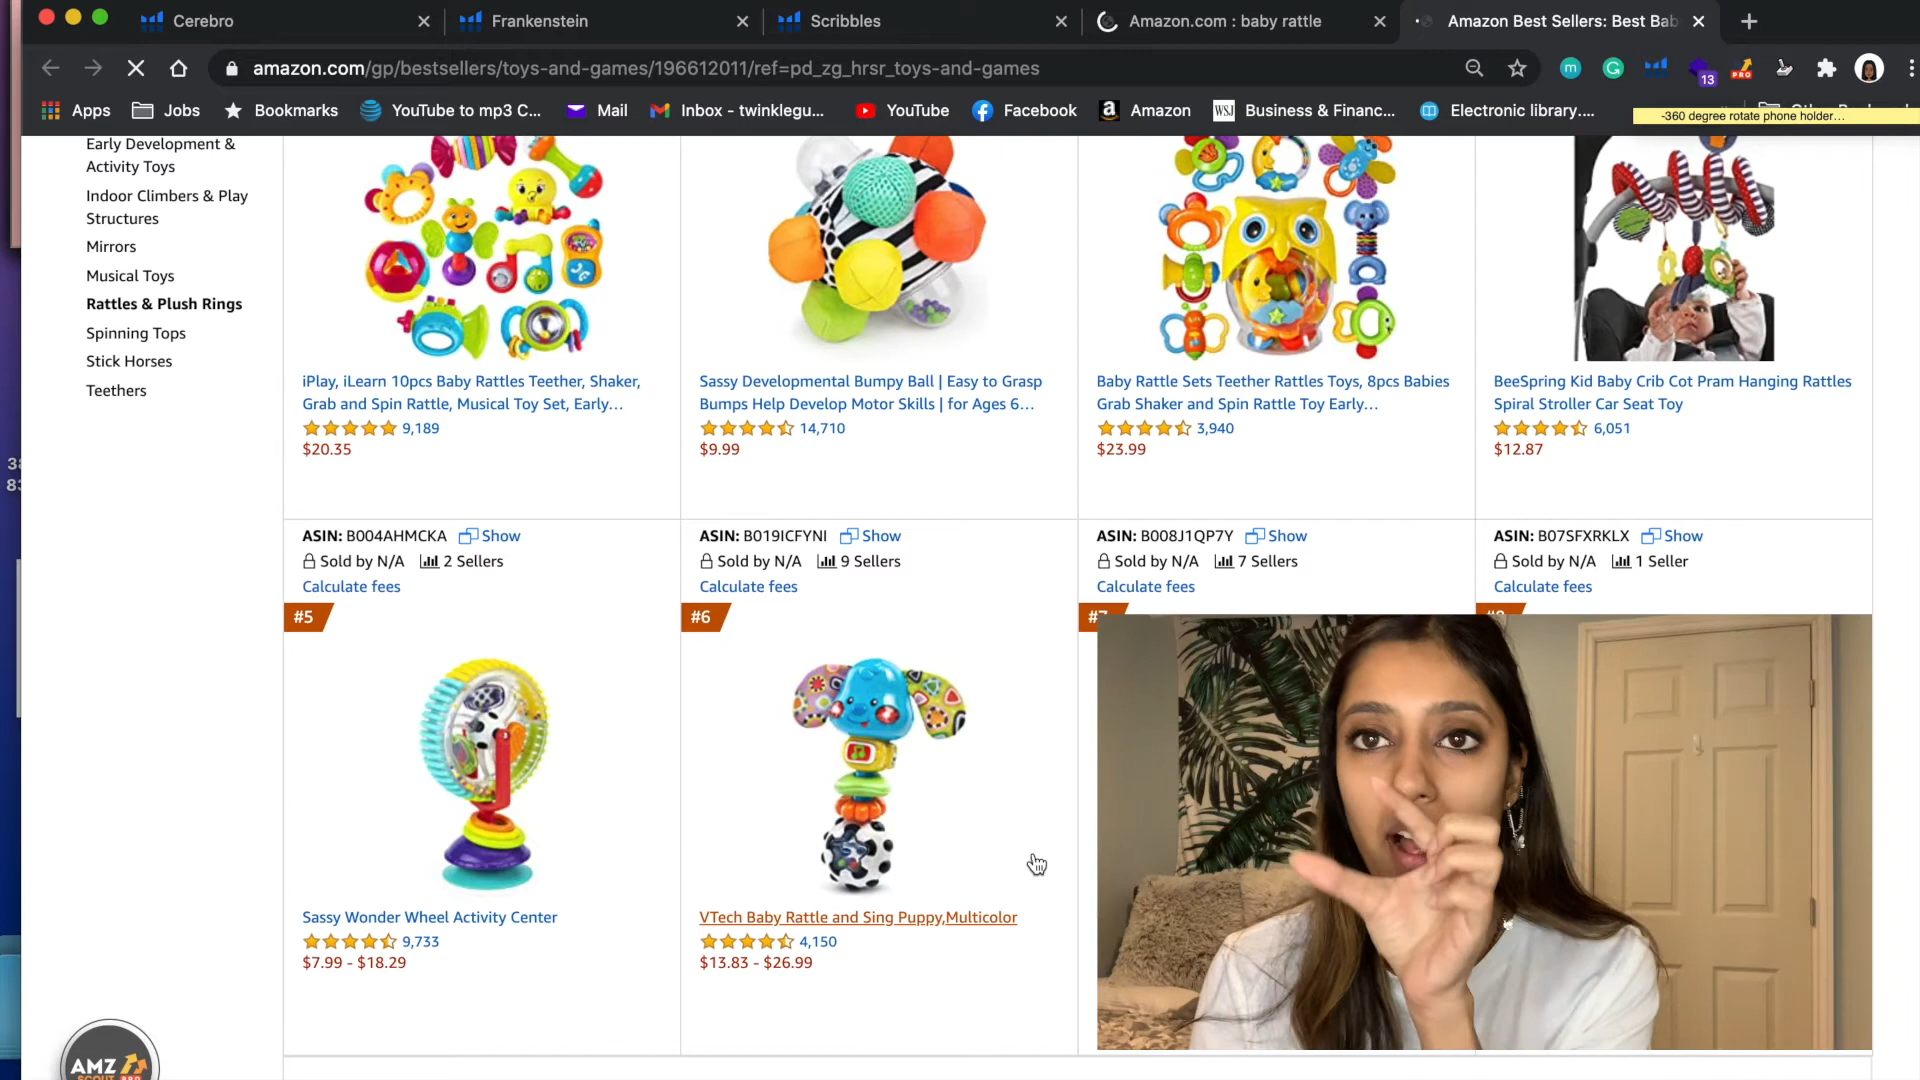 Cerebro
Frankenstein
Scribbles
Amazon.com : baby rattle
Amazon Best Sellers: Best Bab
amazon.com/gp/bestsellers/toys-and-games/196612011/ref=pd_zg_hrsr_toys-and-games
13
PRO
Apps
Jobs
Bookmarks
YouTube to mp3 C...
Mail
Inbox - twinklegu...
YouTube
Facebook
Amazon
WSJ
Business & Financ...
Electronic library....
-360 degree rotate phone holder...
Early Development &
Activity Toys
Indoor Climbers & Play
Structures
Mirrors
Musical Toys
Rattles & Plush Rings
Spinning Tops
Stick Horses
Teethers
iPlay, iLearn 10pcs Baby Rattles Teether, Shaker,
Grab and Spin Rattle, Musical Toy Set, Early...
9,189
$20.35
Sassy Developmental Bumpy Ball | Easy to Grasp
Bumps Help Develop Motor Skills | for Ages 6...
14,710
$9.99
Baby Rattle Sets Teether Rattles Toys, 8pcs Babies
Grab Shaker and Spin Rattle Toy Early...
3,940
$23.99
BeeSpring Kid Baby Crib Cot Pram Hanging Rattles
Spiral Stroller Car Seat Toy
6,051
$12.87
ASIN: B004AHMCKA Show
Sold by N/A 2 Sellers
Calculate fees
ASIN: B019ICFYNI Show
Sold by N/A 9 Sellers
Calculate fees
ASIN: B008J1QP7Y Show
Sold by N/A 7 Sellers
Calculate fees
ASIN: B07SFXRKLX Show
Sold by N/A 1 Seller
Calculate fees
#5
#6
Sassy Wonder Wheel Activity Center
9,733
$7.99 - $18.29
VTech Baby Rattle and Sing Puppy,Multicolor
4,150
$13.83 - $26.99
AMZ